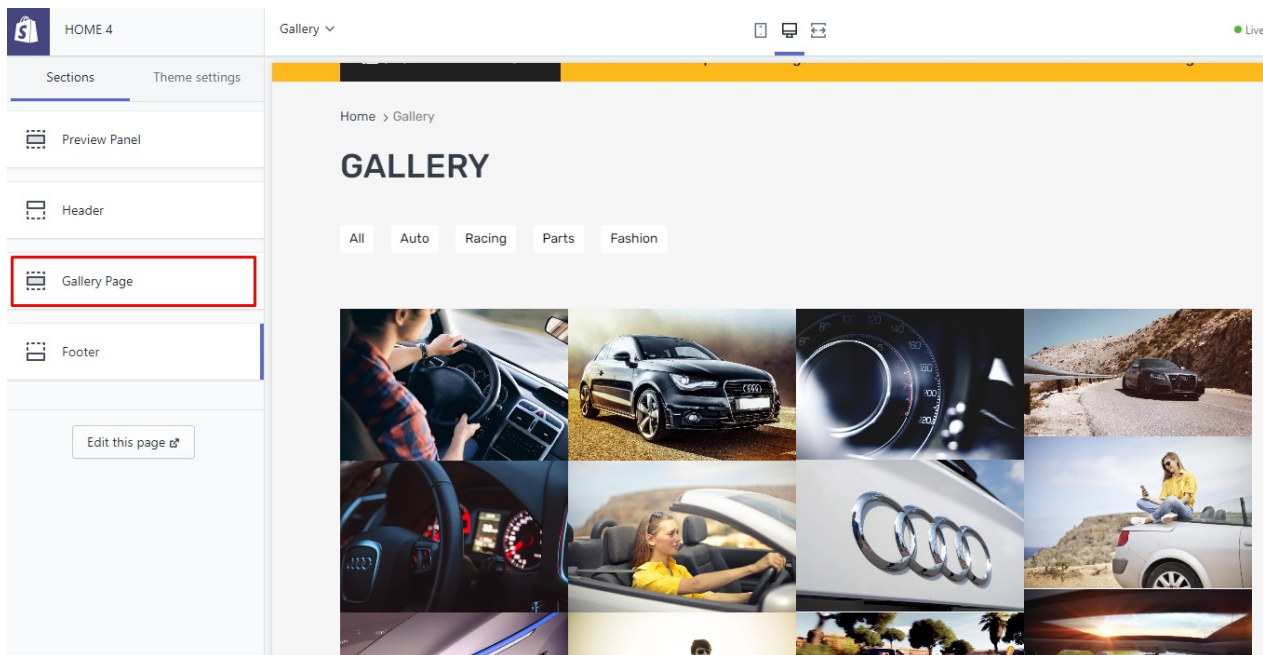 HOME 4
Gallery
Live
Sections
Theme settings
Preview Panel
Header
Gallery Page
Footer
Edit this page
Home > Gallery
GALLERY
All Auto Racing Parts Fashion